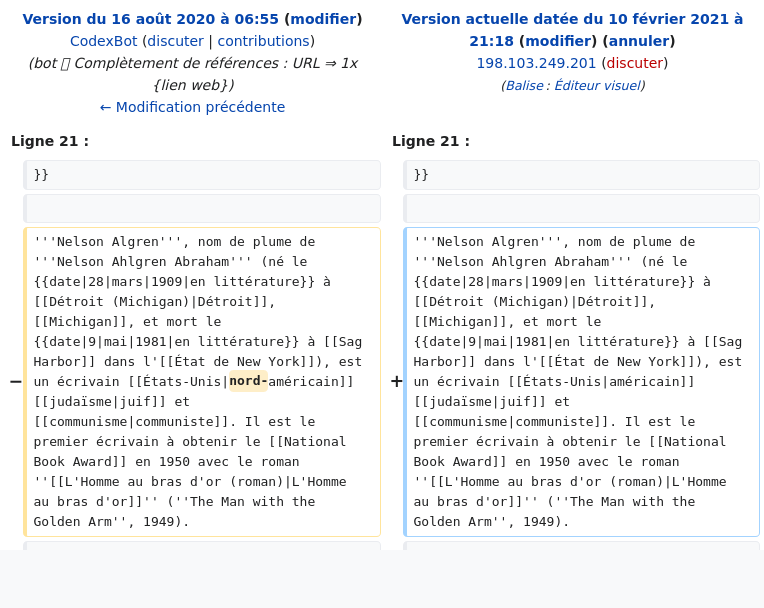 Version du 16 août 2020 à 06:55 (modifier)
CodexBot (discuter | contributions)
(bot Complètement de références : URL ⇒ 1x
{lien web})
← Modification précédente
Version actuelle datée du 10 février 2021 à
21:18 (modifier) (annuler)
198.103.249.201 (discuter)
(Balise : Éditeur visuel)
Ligne 21 :
Ligne 21 :
}}
}}
− '''Nelson Algren''', nom de plume de
'''Nelson Ahlgren Abraham''' (né le
{{date|28|mars|1909|en littérature}} à
[[Détroit (Michigan)|Détroit]],
[[Michigan]], et mort le
{{date|9|mai|1981|en littérature}} à [[Sag
Harbor]] dans l'[[État de New York]]), est
un écrivain [[États-Unis|nord-américain]]
[[judaïsme|juif]] et
[[communisme|communiste]]. Il est le
premier écrivain à obtenir le [[National
Book Award]] en 1950 avec le roman
''[[L'Homme au bras d'or (roman)|L'Homme
au bras d'or]]'' (''The Man with the
Golden Arm'', 1949).
+ '''Nelson Algren''', nom de plume de
'''Nelson Ahlgren Abraham''' (né le
{{date|28|mars|1909|en littérature}} à
[[Détroit (Michigan)|Détroit]],
[[Michigan]], et mort le
{{date|9|mai|1981|en littérature}} à [[Sag
Harbor]] dans l'[[État de New York]]), est
un écrivain [[États-Unis|américain]]
[[judaïsme|juif]] et
[[communisme|communiste]]. Il est le
premier écrivain à obtenir le [[National
Book Award]] en 1950 avec le roman
''[[L'Homme au bras d'or (roman)|L'Homme
au bras d'or]]'' (''The Man with the
Golden Arm'', 1949).